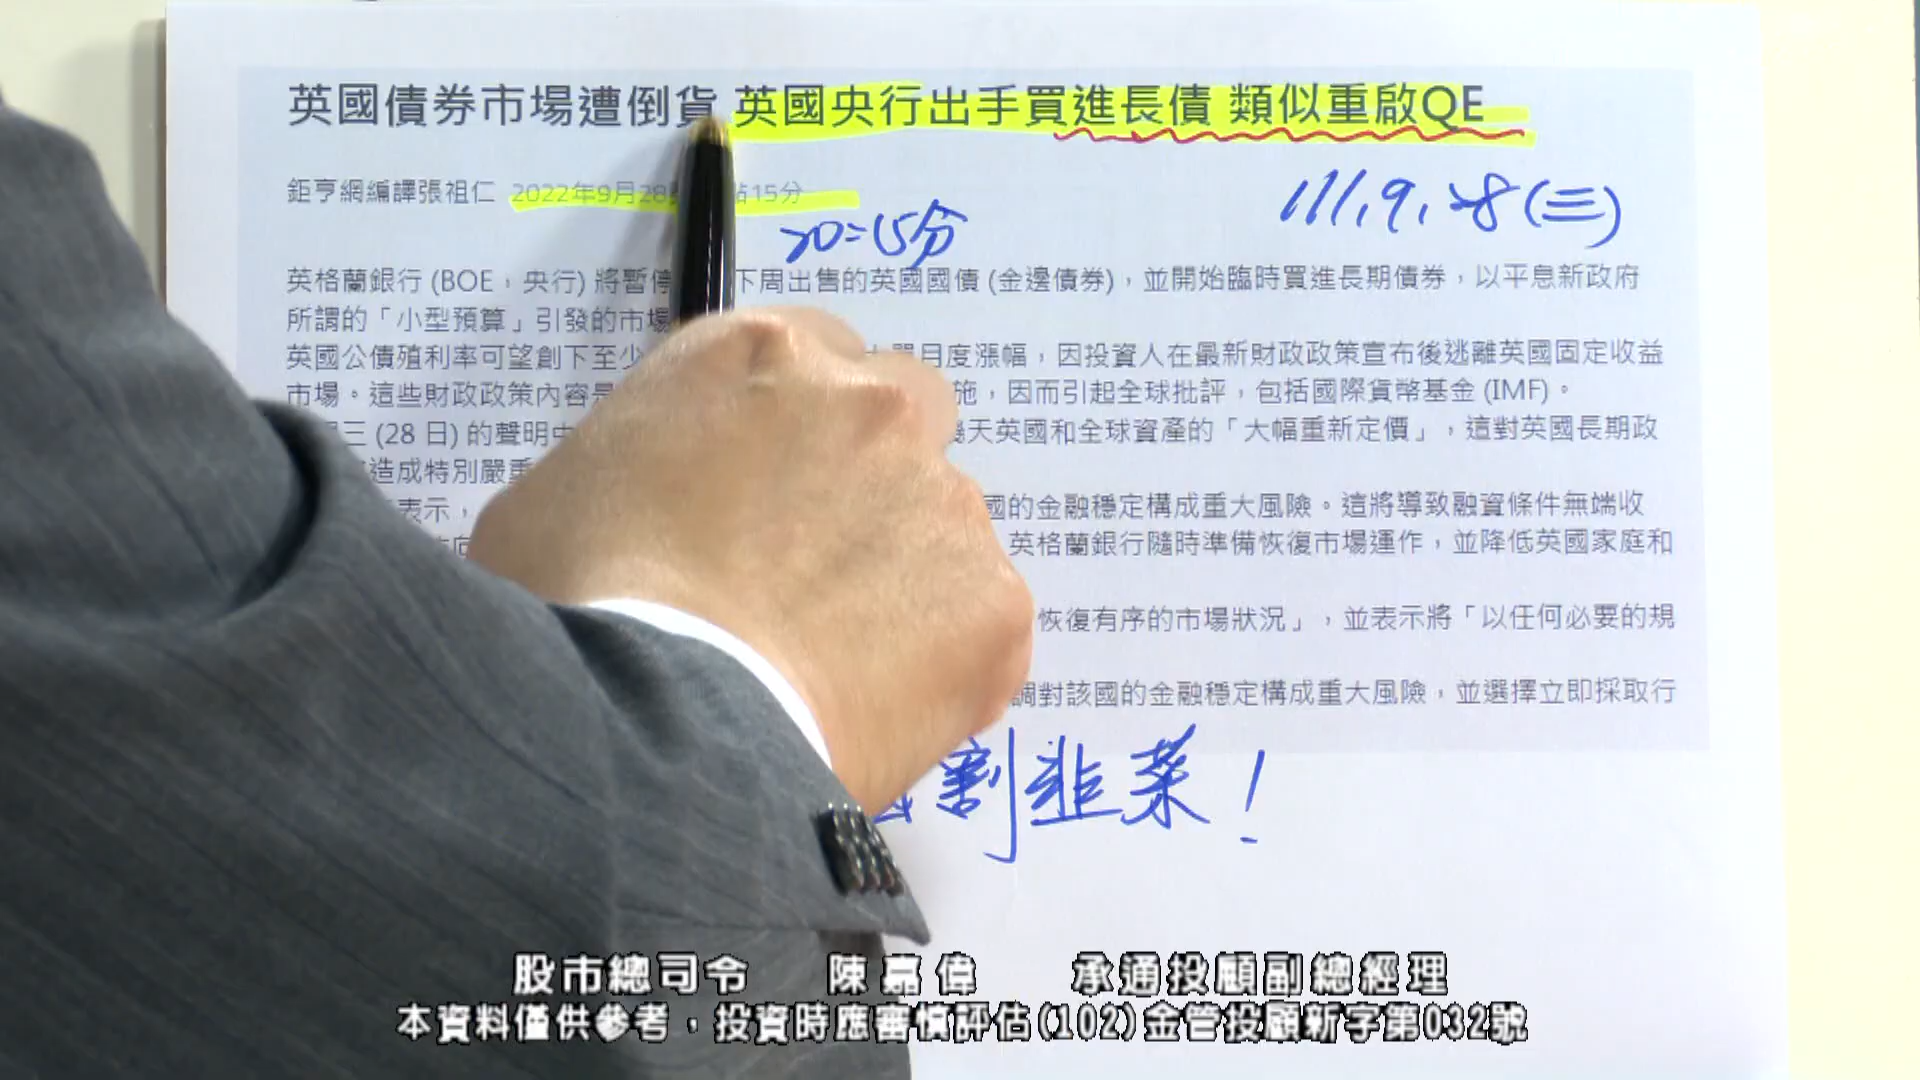 英國債券市場遭倒貨 英國央行出手買進長債 類似重啟QE
鉅亨網編譯張祖仁 2022年9月28 點15分
111.9.28(三)
20:15分
英格蘭銀行 (BOE,央行) 將暫停 下周出售的英國國債 (金邊債券),並開始臨時買進長期債券,以平息新政府
所謂的「小型預算」引發的市場
英國公債殖利率可望創下至少 單月度漲幅,因投資人在最新財政政策宣布後逃離英國固定收益
市場。這些財政政策內容是 施,因而引起全球批評,包括國際貨幣基金 (IMF)。
三 (28 日) 的聲明中 幾天英國和全球資產的「大幅重新定價」,這對英國長期政
造成特別嚴重
表示, 國的金融穩定構成重大風險。這將導致融資條件無端收
英格蘭銀行隨時準備恢復市場運作,並降低英國家庭和
恢復有序的市場狀況」,並表示將「以任何必要的規
調對該國的金融穩定構成重大風險,並選擇立即採取行
割韭菜!
股市總司令 陳嘉偉 承通投顧副總經理
本資料僅供參考,投資時應審慎評估(102)金管投顧新字第032號